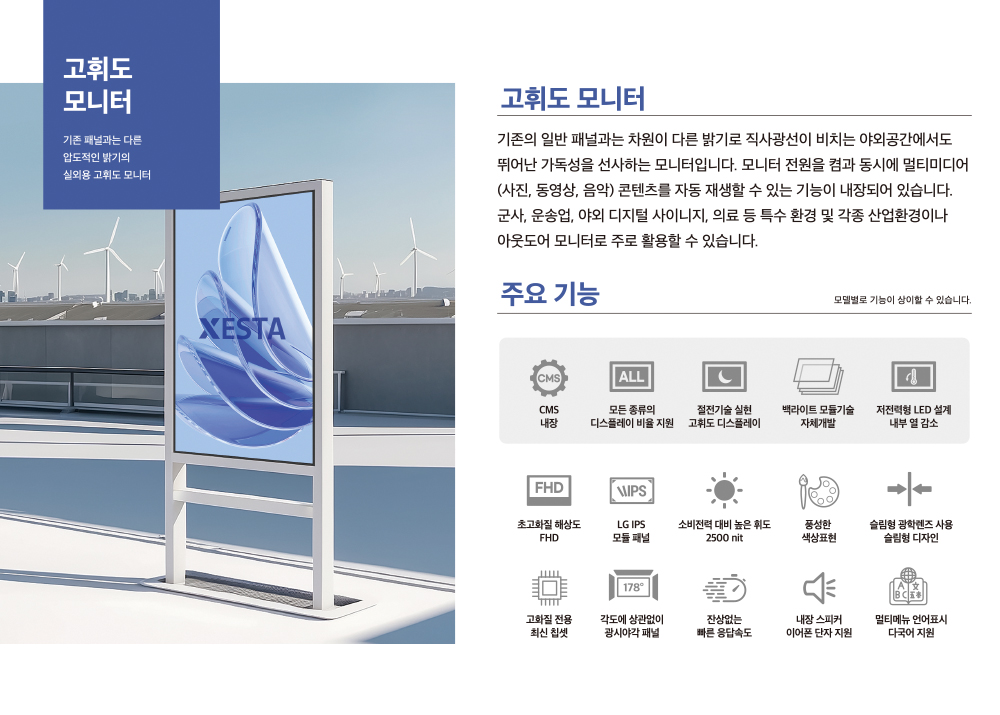 고휘도
모니터
기존 패널과는 다른
압도적인 밝기의
실외용 고휘도 모니터
XESTA
고휘도 모니터
기존의 일반 패널과는 차원이 다른 밝기로 직사광선이 비치는 야외공간에서도
뛰어난 가독성을 선사하는 모니터입니다. 모니터 전원을 켬과 동시에 멀티미디어
(사진, 동영상, 음악) 콘텐츠를 자동 재생할 수 있는 기능이 내장되어 있습니다.
군사, 운송업, 야외 디지털 사이니지, 의료 등 특수 환경 및 각종 산업환경이나
아웃도어 모니터로 주로 활용할 수 있습니다.
주요 기능
모델별로 기능이 상이할 수 있습니다.
CMS
CMS
내장
ALL
모든 종류의
디스플레이 비율 지원
절전기술 실현
고휘도 디스플레이
백라이트 모듈기술
자체개발
저전력형 LED 설계
내부 열 감소
FHD
초고화질 해상도
FHD
IPS
LG IPS
모듈 패널
소비전력 대비 높은 휘도
2500 nit
풍성한
색상표현
슬림형 광학렌즈 사용
슬림형 디자인
고화질 전용
최신 칩셋
178°
각도에 상관없이
광시야각 패널
잔상없는
빠른 응답속도
내장 스피커
이어폰 단자 지원
A 文
BC
멀티메뉴 언어표시
다국어 지원